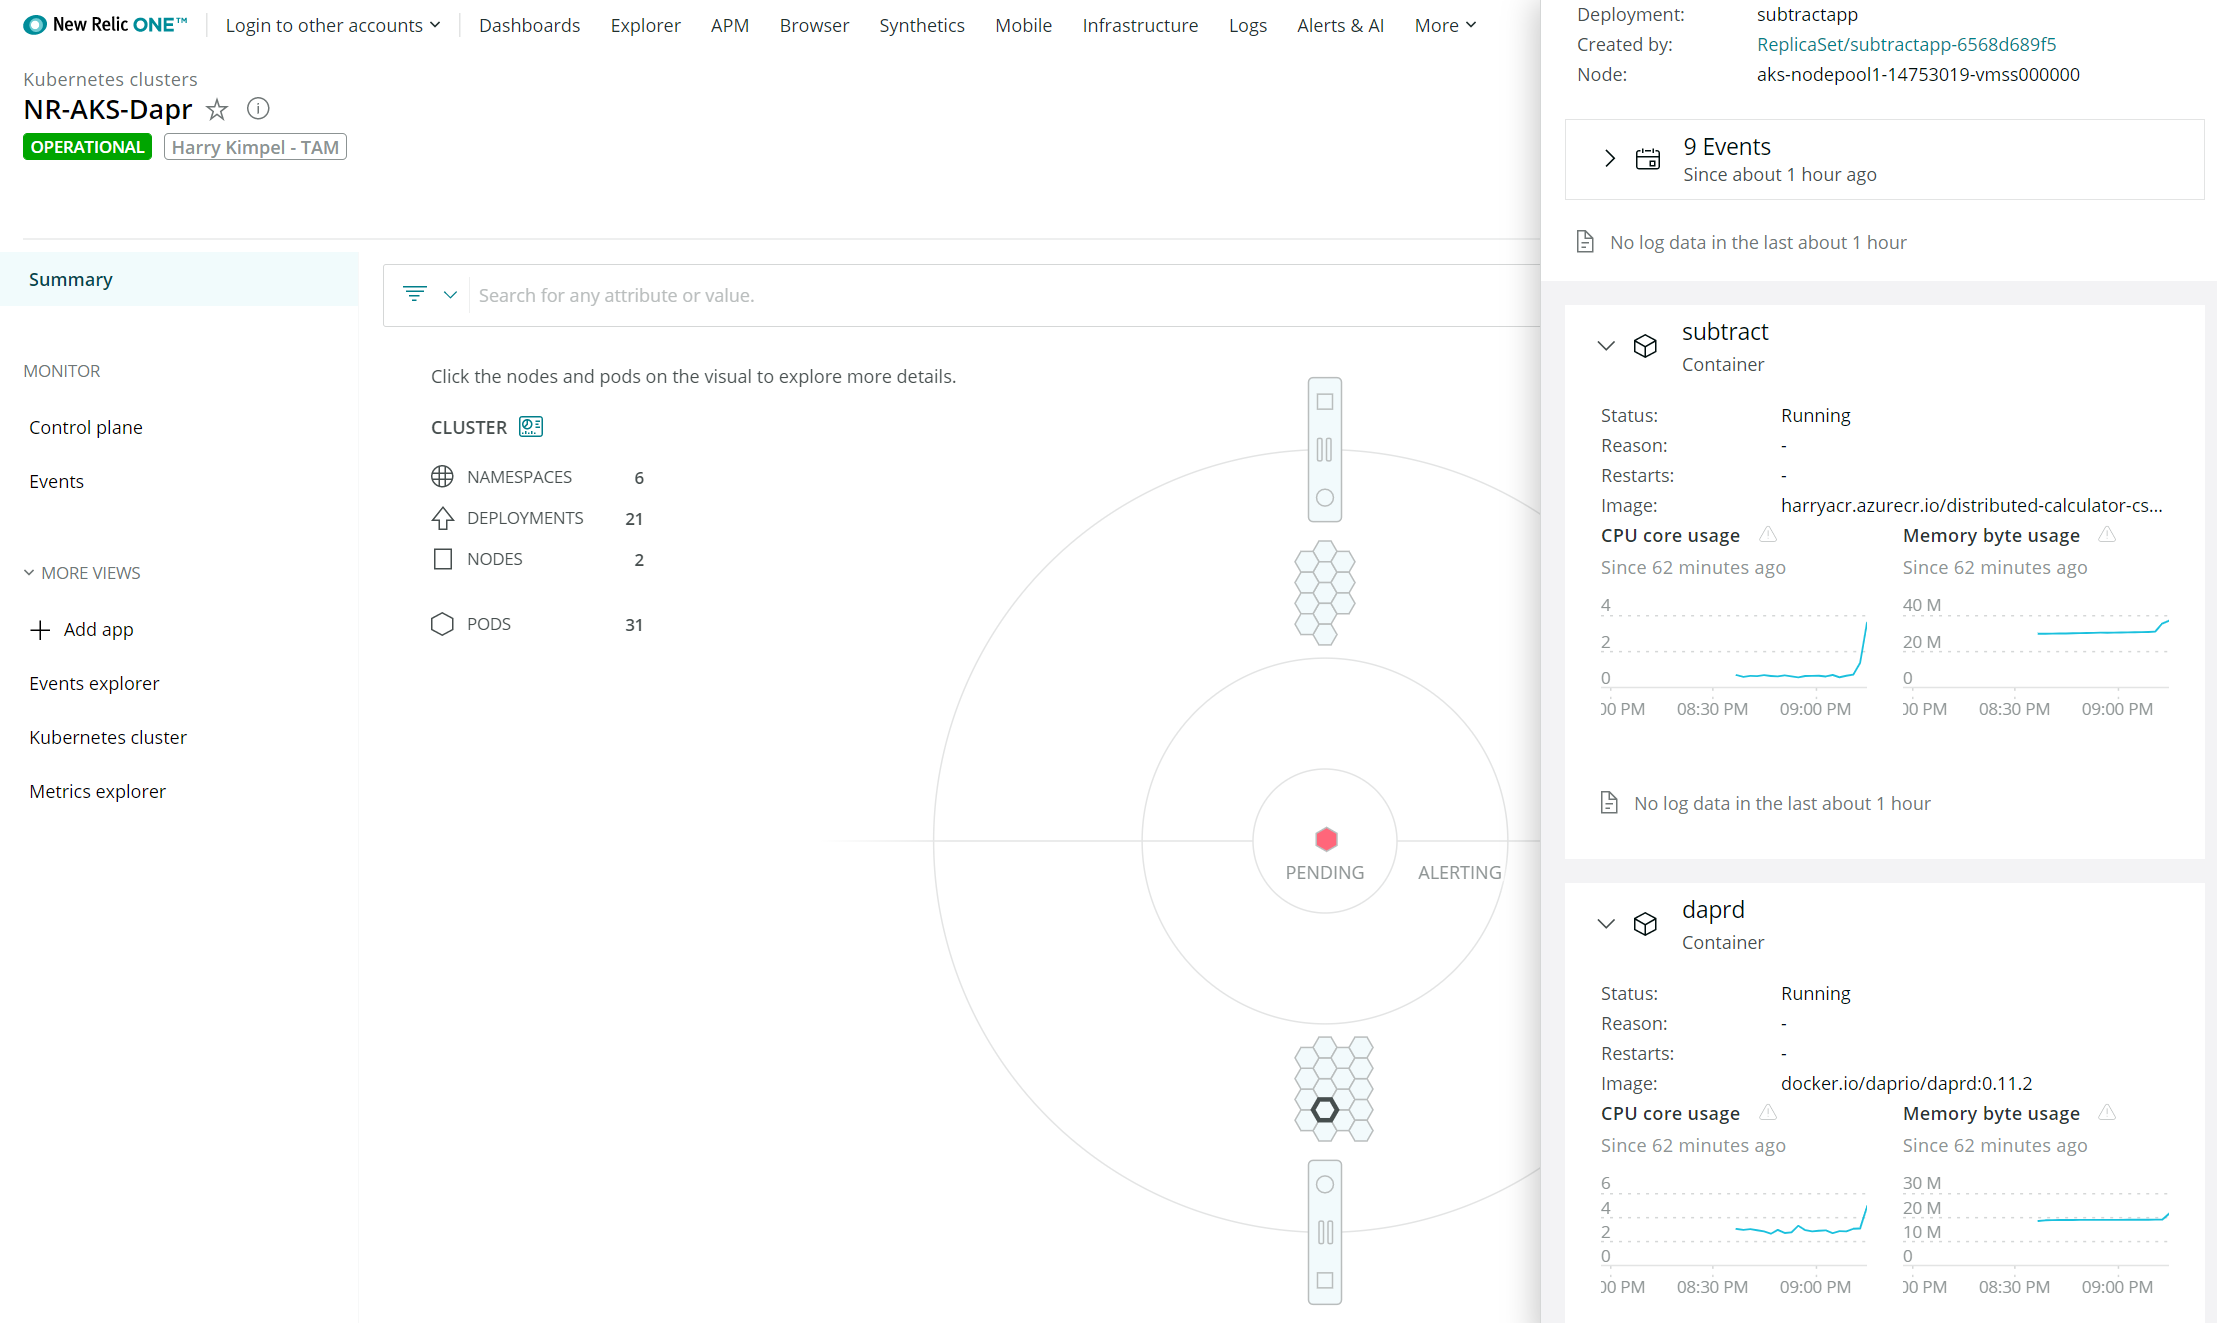 New Relic ONE™
Login to other accounts
Dashboards
Explorer
APM
Browser
Synthetics
Mobile
Infrastructure
Logs
Alerts & AI
More
Kubernetes clusters
NR-AKS-Dapr
OPERATIONAL
Harry Kimpel - TAM
Summary
MONITOR
Control plane
Events
MORE VIEWS
Add app
Events explorer
Kubernetes cluster
Metrics explorer
Search for any attribute or value.
Click the nodes and pods on the visual to explore more details.
CLUSTER
NAMESPACES 6
DEPLOYMENTS 21
NODES 2
PODS 31
PENDING
ALERTING
Deployment: subtractapp
Created by: ReplicaSet/subtractapp-6568d689f5
Node: aks-nodepool1-14753019-vmss000000
9 Events
Since about 1 hour ago
No log data in the last about 1 hour
subtract
Container
Status: Running
Reason: -
Restarts: -
Image: harryacr.azurecr.io/distributed-calculator-cs...
CPU core usage
Since 62 minutes ago
4
2
0
00 PM 08:30 PM 09:00 PM
Memory byte usage
Since 62 minutes ago
40 M
20 M
0
00 PM 08:30 PM 09:00 PM
No log data in the last about 1 hour
daprd
Container
Status: Running
Reason: -
Restarts: -
Image: docker.io/daprio/daprd:0.11.2
CPU core usage
Since 62 minutes ago
6
4
2
0
00 PM 08:30 PM 09:00 PM
Memory byte usage
Since 62 minutes ago
30 M
20 M
10 M
0
00 PM 08:30 PM 09:00 PM